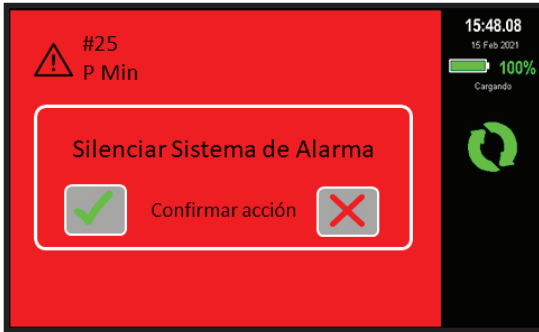 #25
P Min
Silenciar Sistema de Alarma
Confirmar acción
15:48.08
15 Feb 2021
100%
Cargando